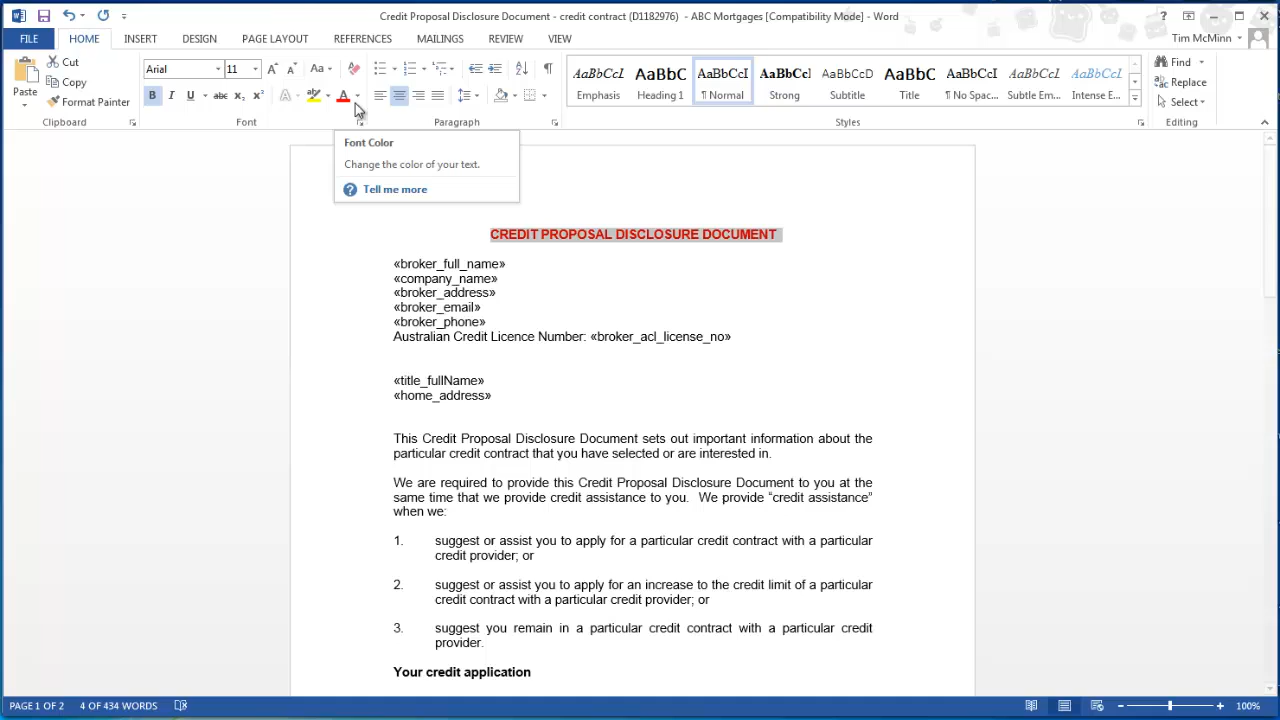 Credit Proposal Disclosure Document - credit contract (D1182976) - ABC Mortgages [Compatibility Mode] - Word
FILE HOME INSERT DESIGN PAGE LAYOUT REFERENCES MAILINGS REVIEW VIEW Tim McMinn
Paste
Cut
Copy
Format Painter
Clipboard
Arial 11
Font
Paragraph
AaBbCcI AaBbC AaBbCcI AaBbCcI AaBbCcD AaBbC AaBbCcI AaBbCcI AaBbCcI
Emphasis Heading 1 ¶ Normal Strong Subtitle Title ¶ No Spac... Subtle Em... Intense E...
Styles
Find
Replace
Select
Editing
Font Color
Change the color of your text.
Tell me more
CREDIT PROPOSAL DISCLOSURE DOCUMENT
«broker_full_name»
«company_name»
«broker_address»
«broker_email»
«broker_phone»
Australian Credit Licence Number: «broker_acl_license_no»
«title_fullName»
«home_address»
This Credit Proposal Disclosure Document sets out important information about the
particular credit contract that you have selected or are interested in.
We are required to provide this Credit Proposal Disclosure Document to you at the
same time that we provide credit assistance to you. We provide “credit assistance”
when we:
1. suggest or assist you to apply for a particular credit contract with a particular
credit provider; or
2. suggest or assist you to apply for an increase to the credit limit of a particular
credit contract with a particular credit provider; or
3. suggest you remain in a particular credit contract with a particular credit
provider.
Your credit application
PAGE 1 OF 2 4 OF 434 WORDS 100%